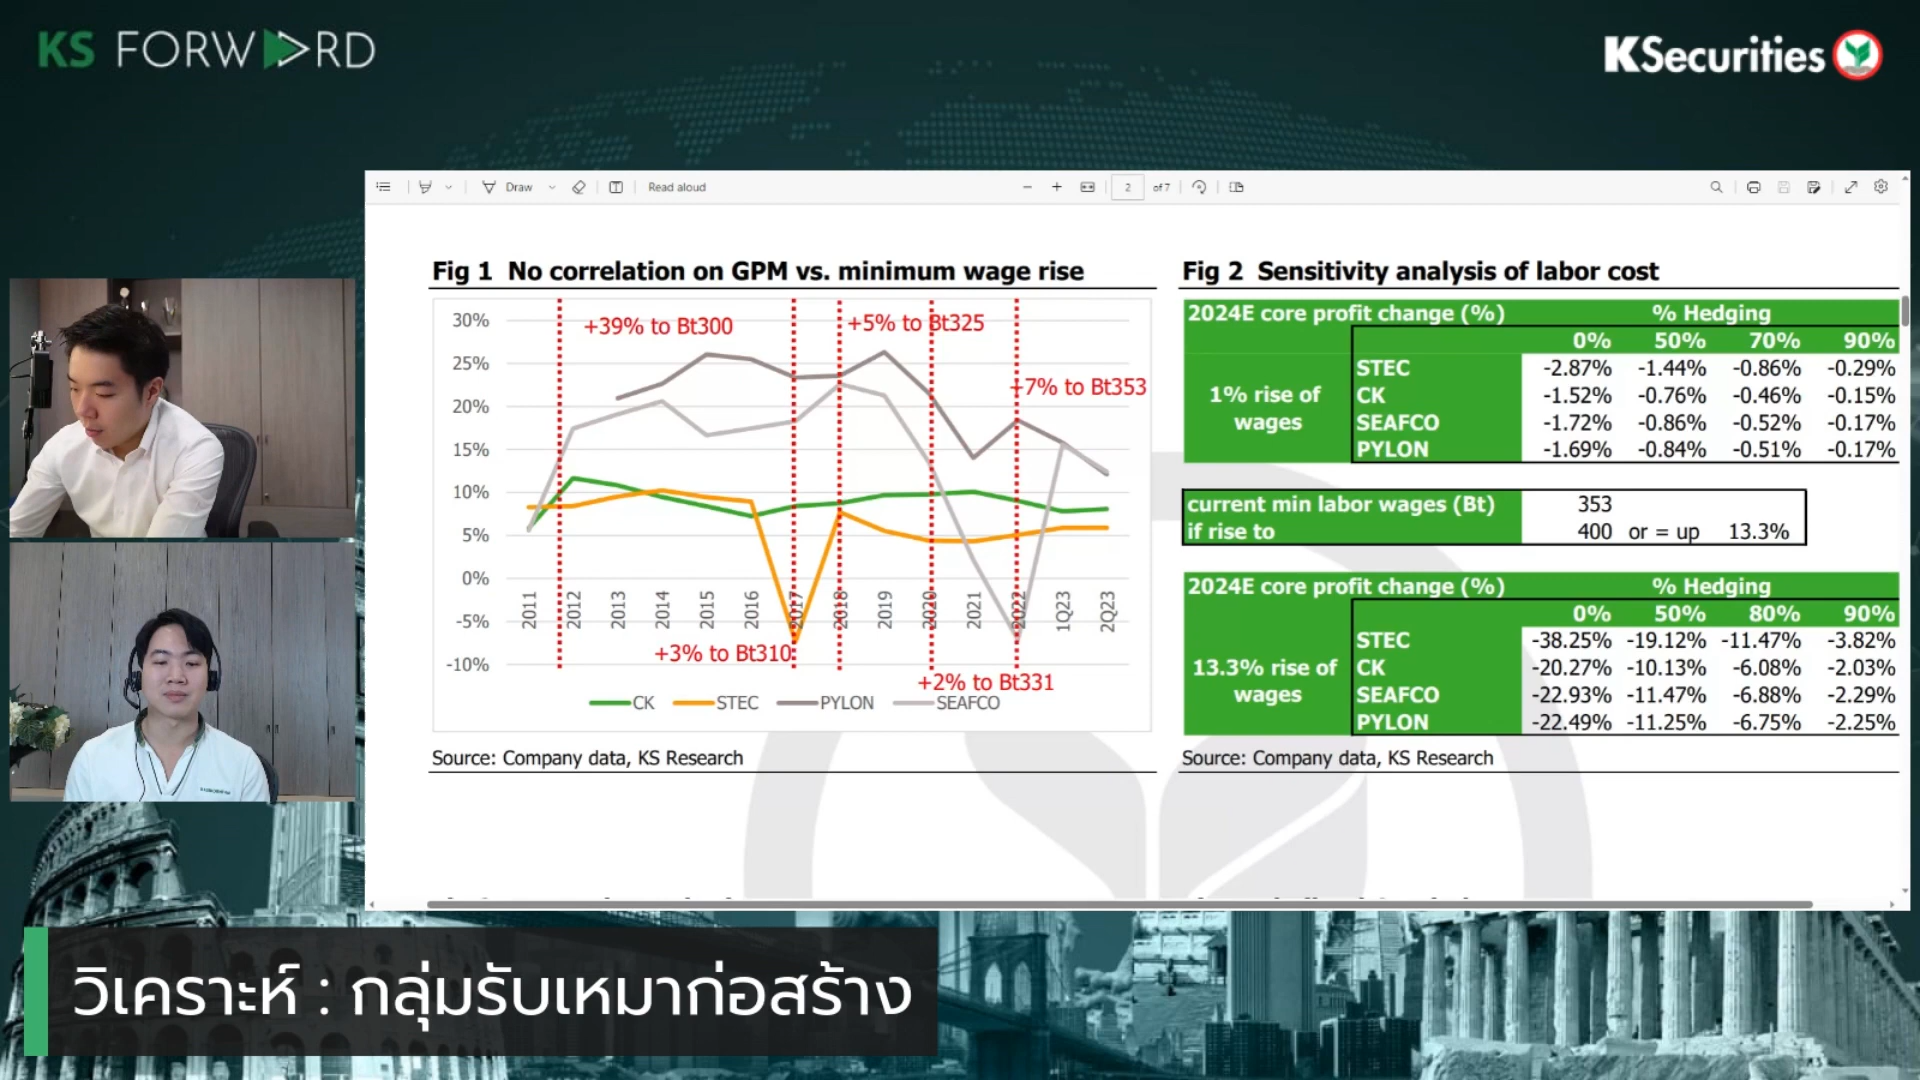 KS FORWARD
KSecurities
Draw
Read aloud
2 of 7
Fig 1 No correlation on GPM vs. minimum wage rise
30%
25%
20%
15%
10%
5%
0%
-5%
-10%
+39% to Bt300
+5% to Bt325
+7% to Bt353
+3% to Bt310
+2% to Bt331
2011 2012 2013 2014 2015 2016 2017 2018 2019 2020 2021 2022 1Q23 2Q23
CK STEC PYLON SEAFCO
Source: Company data, KS Research
Fig 2 Sensitivity analysis of labor cost
2024E core profit change (%) % Hedging
0% 50% 70% 90%
1% rise of wages
STEC -2.87% -1.44% -0.86% -0.29%
CK -1.52% -0.76% -0.46% -0.15%
SEAFCO -1.72% -0.86% -0.52% -0.17%
PYLON -1.69% -0.84% -0.51% -0.17%
current min labor wages (Bt) 353
if rise to 400 or = up 13.3%
2024E core profit change (%) % Hedging
0% 50% 80% 90%
13.3% rise of wages
STEC -38.25% -19.12% -11.47% -3.82%
CK -20.27% -10.13% -6.08% -2.03%
SEAFCO -22.93% -11.47% -6.88% -2.29%
PYLON -22.49% -11.25% -6.75% -2.25%
Source: Company data, KS Research
วิเคราะห์ : กลุ่มรับเหมาก่อสร้าง